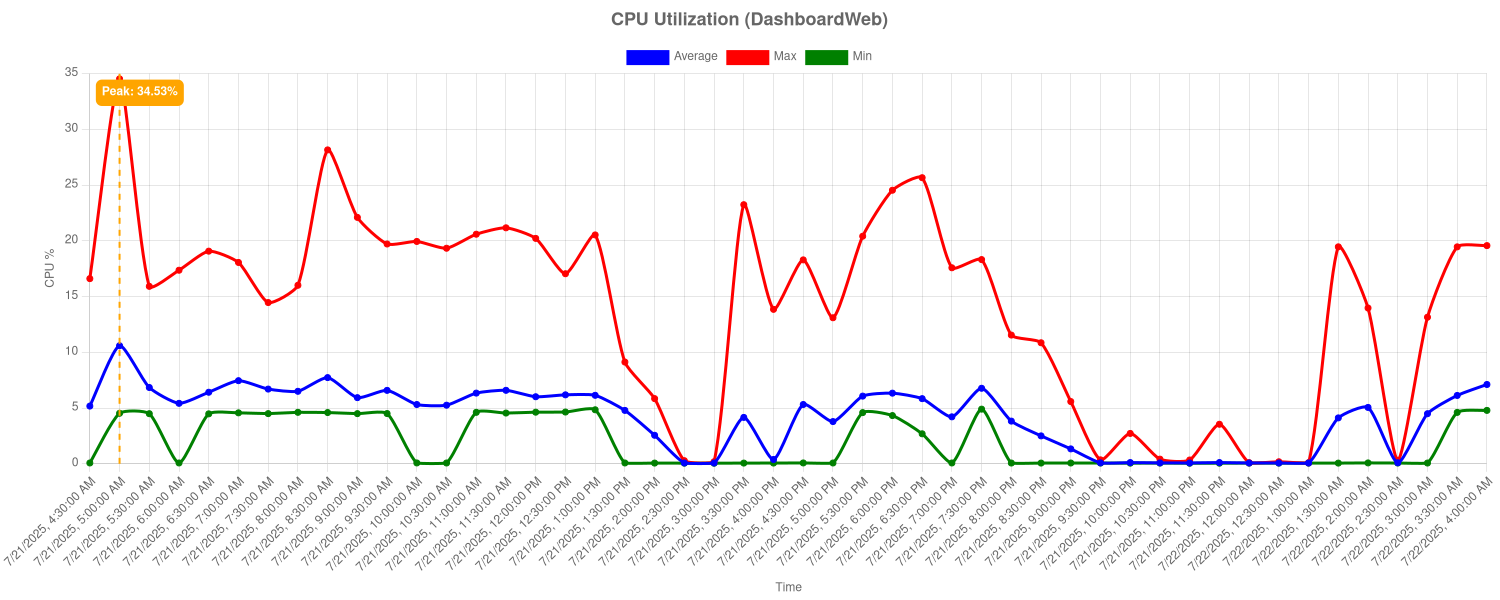 CPU Utilization (DashboardWeb)
Average Max Min
Peak: 34.53%
CPU %
35
30
25
20
15
10
5
0
7/21/2025, 4:30:00 AM
7/21/2025, 5:00:00 AM
7/21/2025, 5:30:00 AM
7/21/2025, 6:00:00 AM
7/21/2025, 6:30:00 AM
7/21/2025, 7:00:00 AM
7/21/2025, 7:30:00 AM
7/21/2025, 8:00:00 AM
7/21/2025, 8:30:00 AM
7/21/2025, 9:00:00 AM
7/21/2025, 9:30:00 AM
7/21/2025, 10:00:00 AM
7/21/2025, 10:30:00 AM
7/21/2025, 11:00:00 AM
7/21/2025, 11:30:00 AM
7/21/2025, 12:00:00 PM
7/21/2025, 12:30:00 PM
7/21/2025, 1:00:00 PM
7/21/2025, 1:30:00 PM
7/21/2025, 2:00:00 PM
7/21/2025, 2:30:00 PM
7/21/2025, 3:00:00 PM
7/21/2025, 3:30:00 PM
7/21/2025, 4:00:00 PM
7/21/2025, 4:30:00 PM
7/21/2025, 5:00:00 PM
7/21/2025, 5:30:00 PM
7/21/2025, 6:00:00 PM
7/21/2025, 6:30:00 PM
7/21/2025, 7:00:00 PM
7/21/2025, 7:30:00 PM
7/21/2025, 8:00:00 PM
7/21/2025, 8:30:00 PM
7/21/2025, 9:00:00 PM
7/21/2025, 9:30:00 PM
7/21/2025, 10:00:00 PM
7/21/2025, 10:30:00 PM
7/21/2025, 11:00:00 PM
7/21/2025, 11:30:00 PM
7/22/2025, 12:00:00 AM
7/22/2025, 12:30:00 AM
7/22/2025, 1:00:00 AM
7/22/2025, 1:30:00 AM
7/22/2025, 2:00:00 AM
7/22/2025, 2:30:00 AM
7/22/2025, 3:00:00 AM
7/22/2025, 3:30:00 AM
7/22/2025, 4:00:00 AM
Time